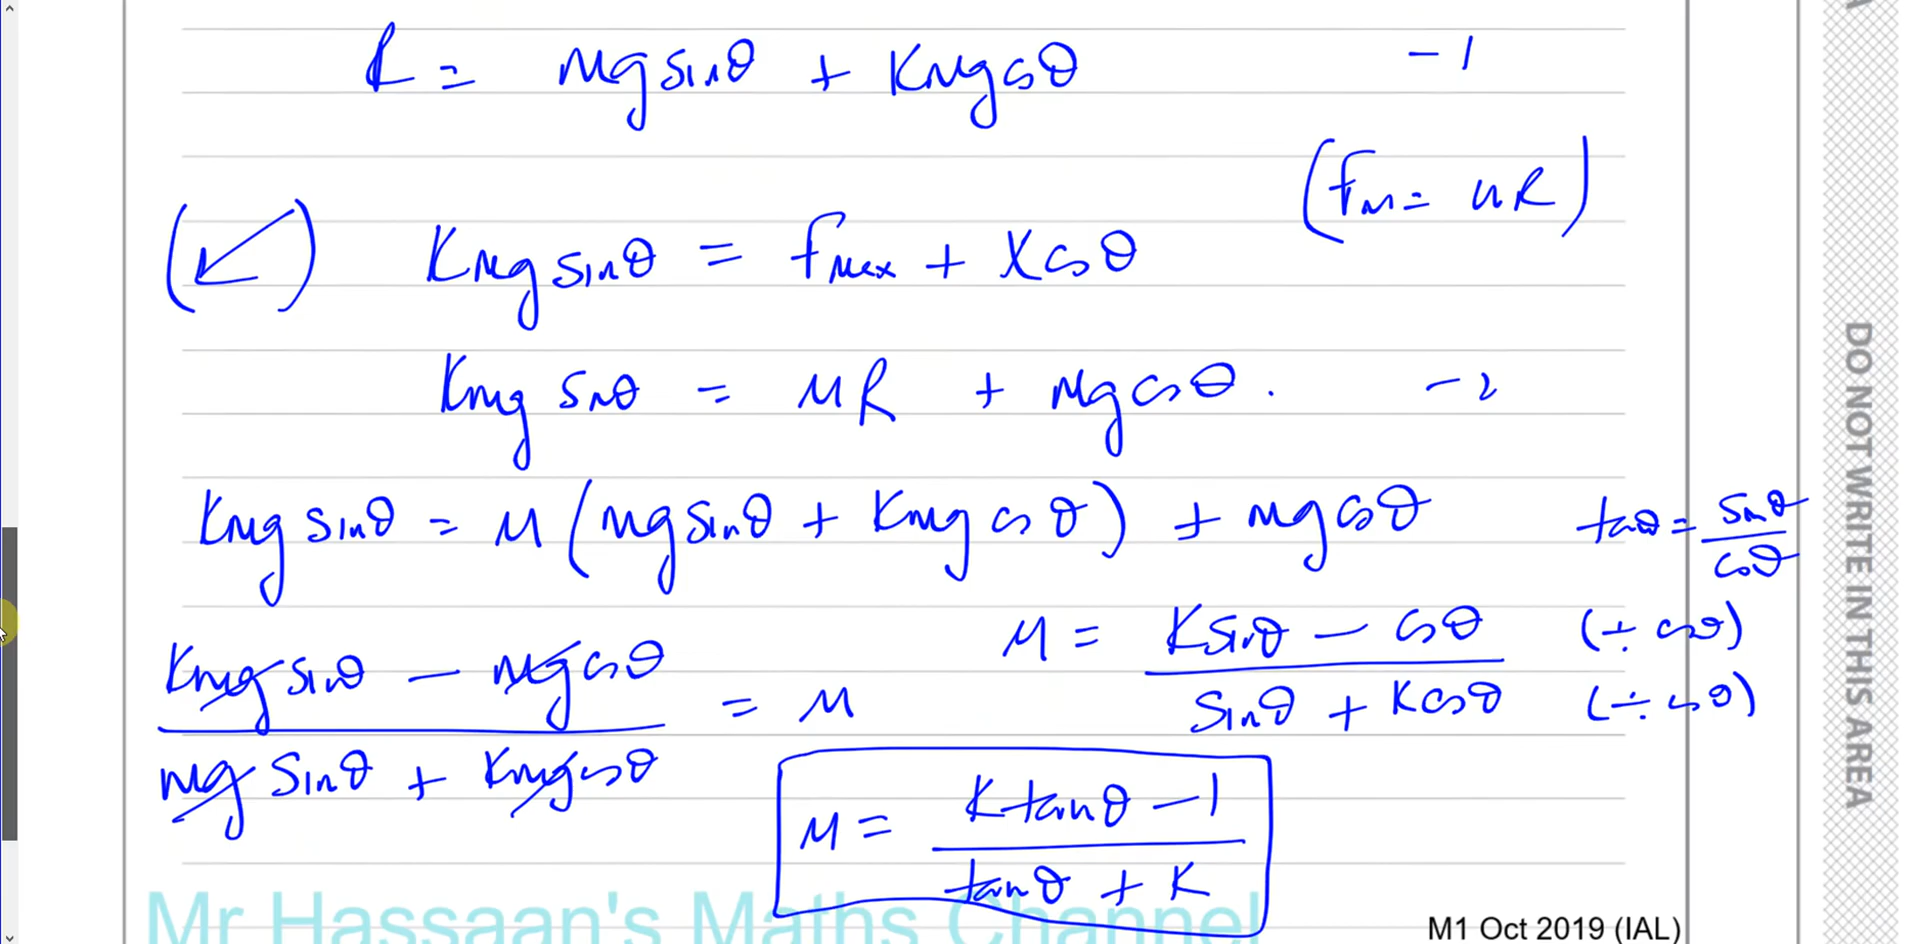 R = Mg sinθ + KMg cosθ - 1
(Fm = μR)
(↙) KMg sinθ = Fmax + X cosθ
Kmg sinθ = μR + Mg cosθ. - 2
Kmg sinθ = μ(mg sinθ + Kmg cosθ) + Mg cosθ tanθ = sinθ/cosθ
(Kmg sinθ - Mg cosθ)/(mg sinθ + Kmg cosθ) = μ
μ = (K sinθ - cosθ)/(sinθ + K cosθ) (÷ cosθ) (÷ cosθ)
μ = (K tanθ - 1)/(tanθ + K)
Mr Hassaan's Maths Channel
M1 Oct 2019 (IAL)
DO NOT WRITE IN THIS AREA